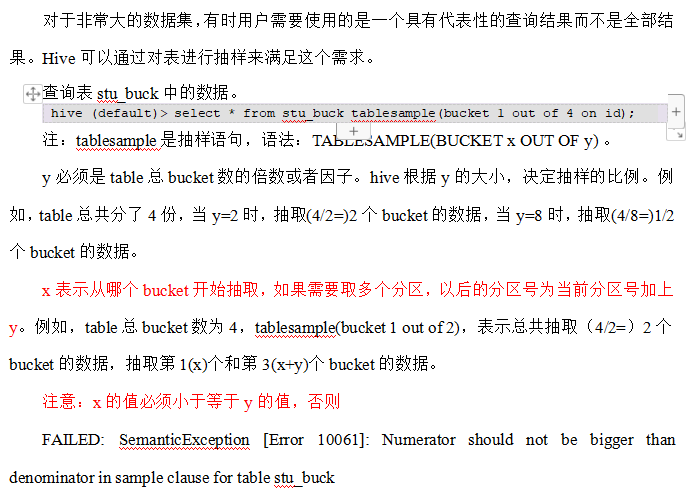 对于非常大的数据集，有时用户需要使用的是一个具有代表性的查询结果而不是全部结
果。Hive 可以通过对表进行抽样来满足这个需求。
查询表 stu_buck 中的数据。
hive (default)> select * from stu_buck tablesample(bucket 1 out of 4 on id);
注：tablesample 是抽样语句，语法：TABLESAMPLE(BUCKET x OUT OF y) 。
y 必须是 table 总 bucket 数的倍数或者因子。hive 根据 y 的大小，决定抽样的比例。例
如，table 总共分了 4 份，当 y=2 时，抽取(4/2=)2 个 bucket 的数据，当 y=8 时，抽取(4/8=)1/2
个 bucket 的数据。
x 表示从哪个 bucket 开始抽取，如果需要取多个分区，以后的分区号为当前分区号加上
y。例如，table 总 bucket 数为 4，tablesample(bucket 1 out of 2)，表示总共抽取（4/2=）2 个
bucket 的数据，抽取第 1(x)个和第 3(x+y)个 bucket 的数据。
注意：x 的值必须小于等于 y 的值，否则
FAILED: SemanticException [Error 10061]: Numerator should not be bigger than
denominator in sample clause for table stu_buck